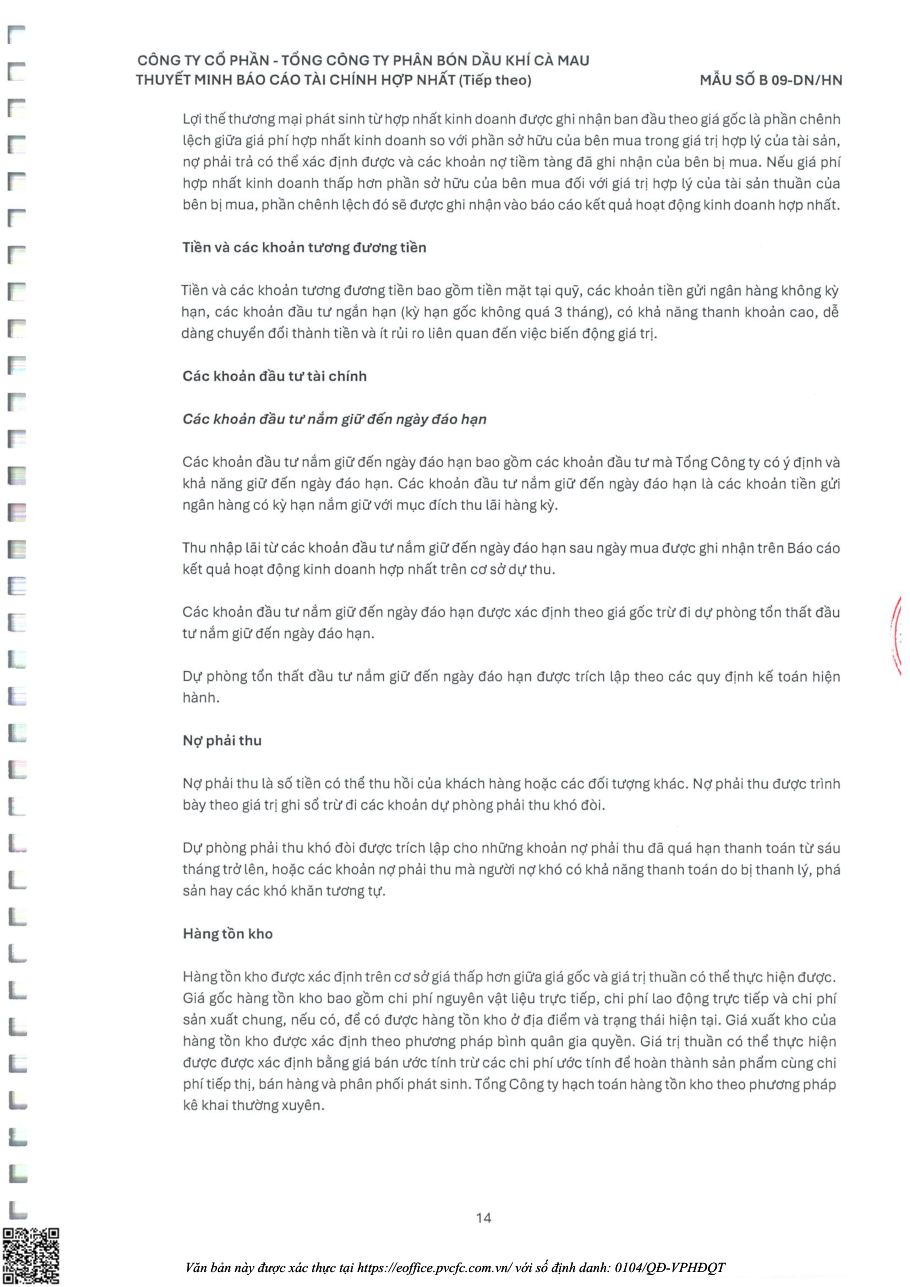 CÔNG TY CỔ PHẦN - TỔNG CÔNG TY PHÂN BÓN DẦU KHÍ CÀ MAU
THUYẾT MINH BÁO CÁO TÀI CHÍNH HỢP NHẤT (Tiếp theo) MẪU SỐ B 09-DN/HN
Lợi thế thương mại phát sinh từ hợp nhất kinh doanh được ghi nhận ban đầu theo giá gốc là phần chênh
lệch giữa giá phí hợp nhất kinh doanh so với phần sở hữu của bên mua trong giá trị hợp lý của tài sản,
nợ phải trả có thể xác định được và các khoản nợ tiềm tàng đã ghi nhận của bên bị mua. Nếu giá phí
hợp nhất kinh doanh thấp hơn phần sở hữu của bên mua đối với giá trị hợp lý của tài sản thuần của
bên bị mua, phần chênh lệch đó sẽ được ghi nhận vào báo cáo kết quả hoạt động kinh doanh hợp nhất.
Tiền và các khoản tương đương tiền
Tiền và các khoản tương đương tiền bao gồm tiền mặt tại quỹ, các khoản tiền gửi ngân hàng không kỳ
hạn, các khoản đầu tư ngắn hạn (kỳ hạn gốc không quá 3 tháng), có khả năng thanh khoản cao, dễ
dàng chuyển đổi thành tiền và ít rủi ro liên quan đến việc biến động giá trị.
Các khoản đầu tư tài chính
Các khoản đầu tư nắm giữ đến ngày đáo hạn
Các khoản đầu tư nắm giữ đến ngày đáo hạn bao gồm các khoản đầu tư mà Tổng Công ty có ý định và
khả năng giữ đến ngày đáo hạn. Các khoản đầu tư nắm giữ đến ngày đáo hạn là các khoản tiền gửi
ngân hàng có kỳ hạn nắm giữ với mục đích thu lãi hàng kỳ.
Thu nhập lãi từ các khoản đầu tư nắm giữ đến ngày đáo hạn sau ngày mua được ghi nhận trên Báo cáo
kết quả hoạt động kinh doanh hợp nhất trên cơ sở dự thu.
Các khoản đầu tư nắm giữ đến ngày đáo hạn được xác định theo giá gốc trừ đi dự phòng tổn thất đầu
tư nắm giữ đến ngày đáo hạn.
Dự phòng tổn thất đầu tư nắm giữ đến ngày đáo hạn được trích lập theo các quy định kế toán hiện
hành.
Nợ phải thu
Nợ phải thu là số tiền có thể thu hồi của khách hàng hoặc các đối tượng khác. Nợ phải thu được trình
bày theo giá trị ghi sổ trừ đi các khoản dự phòng phải thu khó đòi.
Dự phòng phải thu khó đòi được trích lập cho những khoản nợ phải thu đã quá hạn thanh toán từ sáu
tháng trở lên, hoặc các khoản nợ phải thu mà người nợ khó có khả năng thanh toán do bị thanh lý, phá
sản hay các khó khăn tương tự.
Hàng tồn kho
Hàng tồn kho được xác định trên cơ sở giá thấp hơn giữa giá gốc và giá trị thuần có thể thực hiện được.
Giá gốc hàng tồn kho bao gồm chi phí nguyên vật liệu trực tiếp, chi phí lao động trực tiếp và chi phí
sản xuất chung, nếu có, để có được hàng tồn kho ở địa điểm và trạng thái hiện tại. Giá xuất kho của
hàng tồn kho được xác định theo phương pháp bình quân gia quyền. Giá trị thuần có thể thực hiện
được được xác định bằng giá bán ước tính trừ các chi phí ước tính để hoàn thành sản phẩm cùng chi
phí tiếp thị, bán hàng và phân phối phát sinh. Tổng Công ty hạch toán hàng tồn kho theo phương pháp
kê khai thường xuyên.
14
Văn bản này được xác thực tại https://eoffice.pvcfc.com.vn/ với số định danh: 0104/QĐ-VPHĐQT